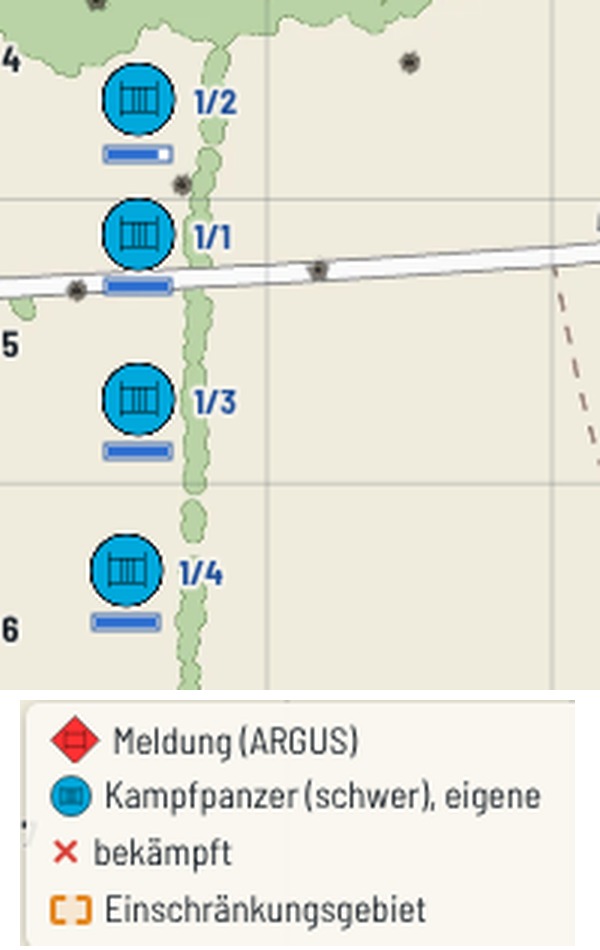 4
1/2
1/1
5
1/3
1/4
6
Meldung (ARGUS)
Kampfpanzer (schwer), eigene
bekämpft
Einschränkungsgebiet